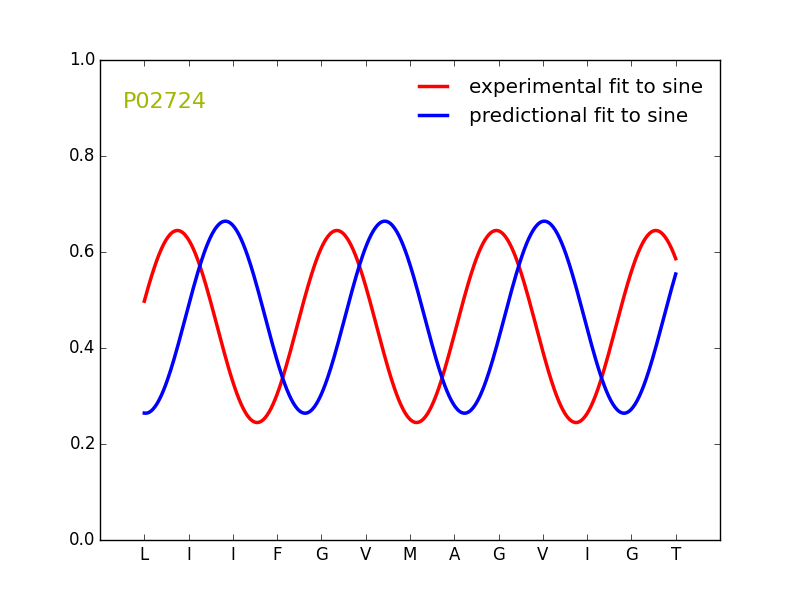 1.0
P02724
experimental fit to sine
predictional fit to sine
0.8
0.6
0.4
0.2
0.0
L I I F G V M A G V I G T